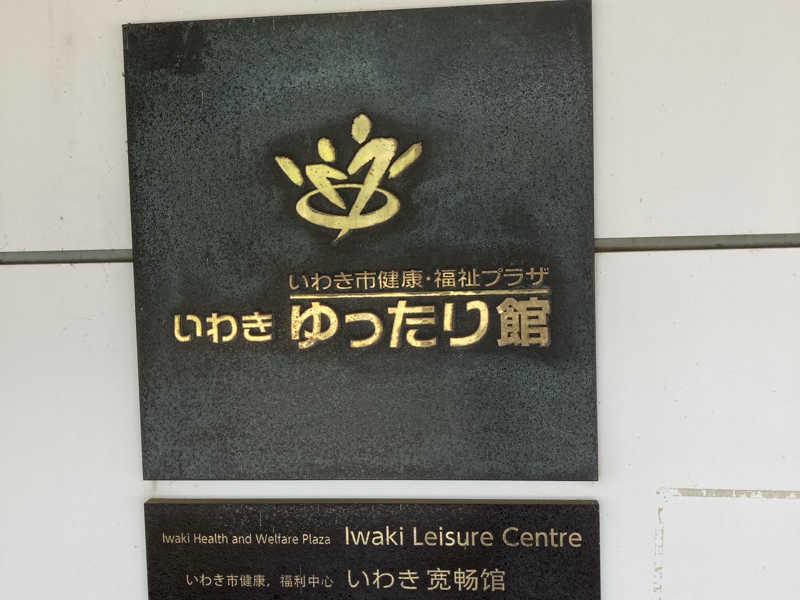 いわき市健康・福祉プラザ
いわき ゆったり館
Iwaki Health and Welfare Plaza Iwaki Leisure Centre
いわき市健康，福利中心 いわき 宽畅馆